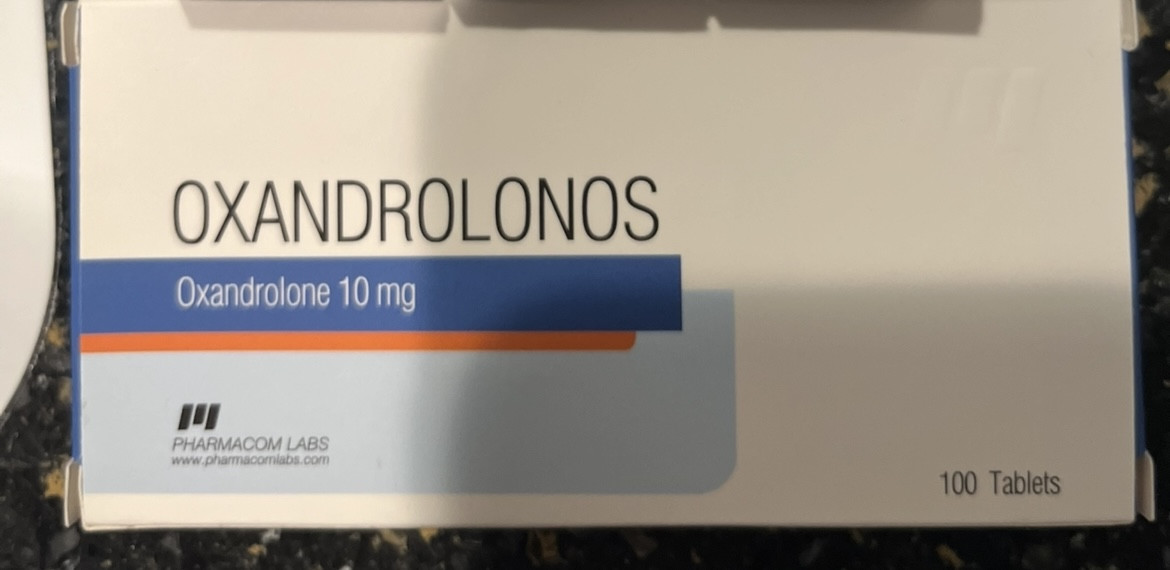 OXANDROLONOS
Oxandrolone 10 mg
PHARMACOM LABS
www.pharmacomlabs.com
100 Tablets